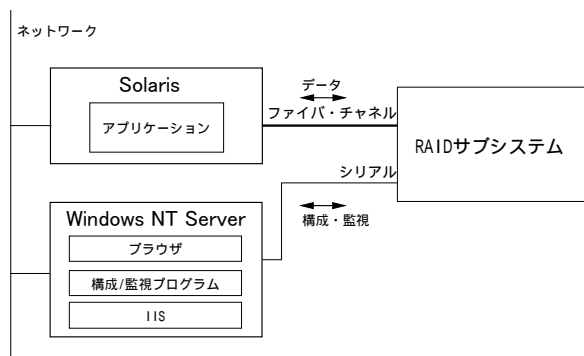 ネットワーク
Solaris
アプリケーション
データ
ファイバ・チャネル
RAIDサブシステム
シリアル
構成・監視
Windows NT Server
ブラウザ
構成/監視プログラム
IIS